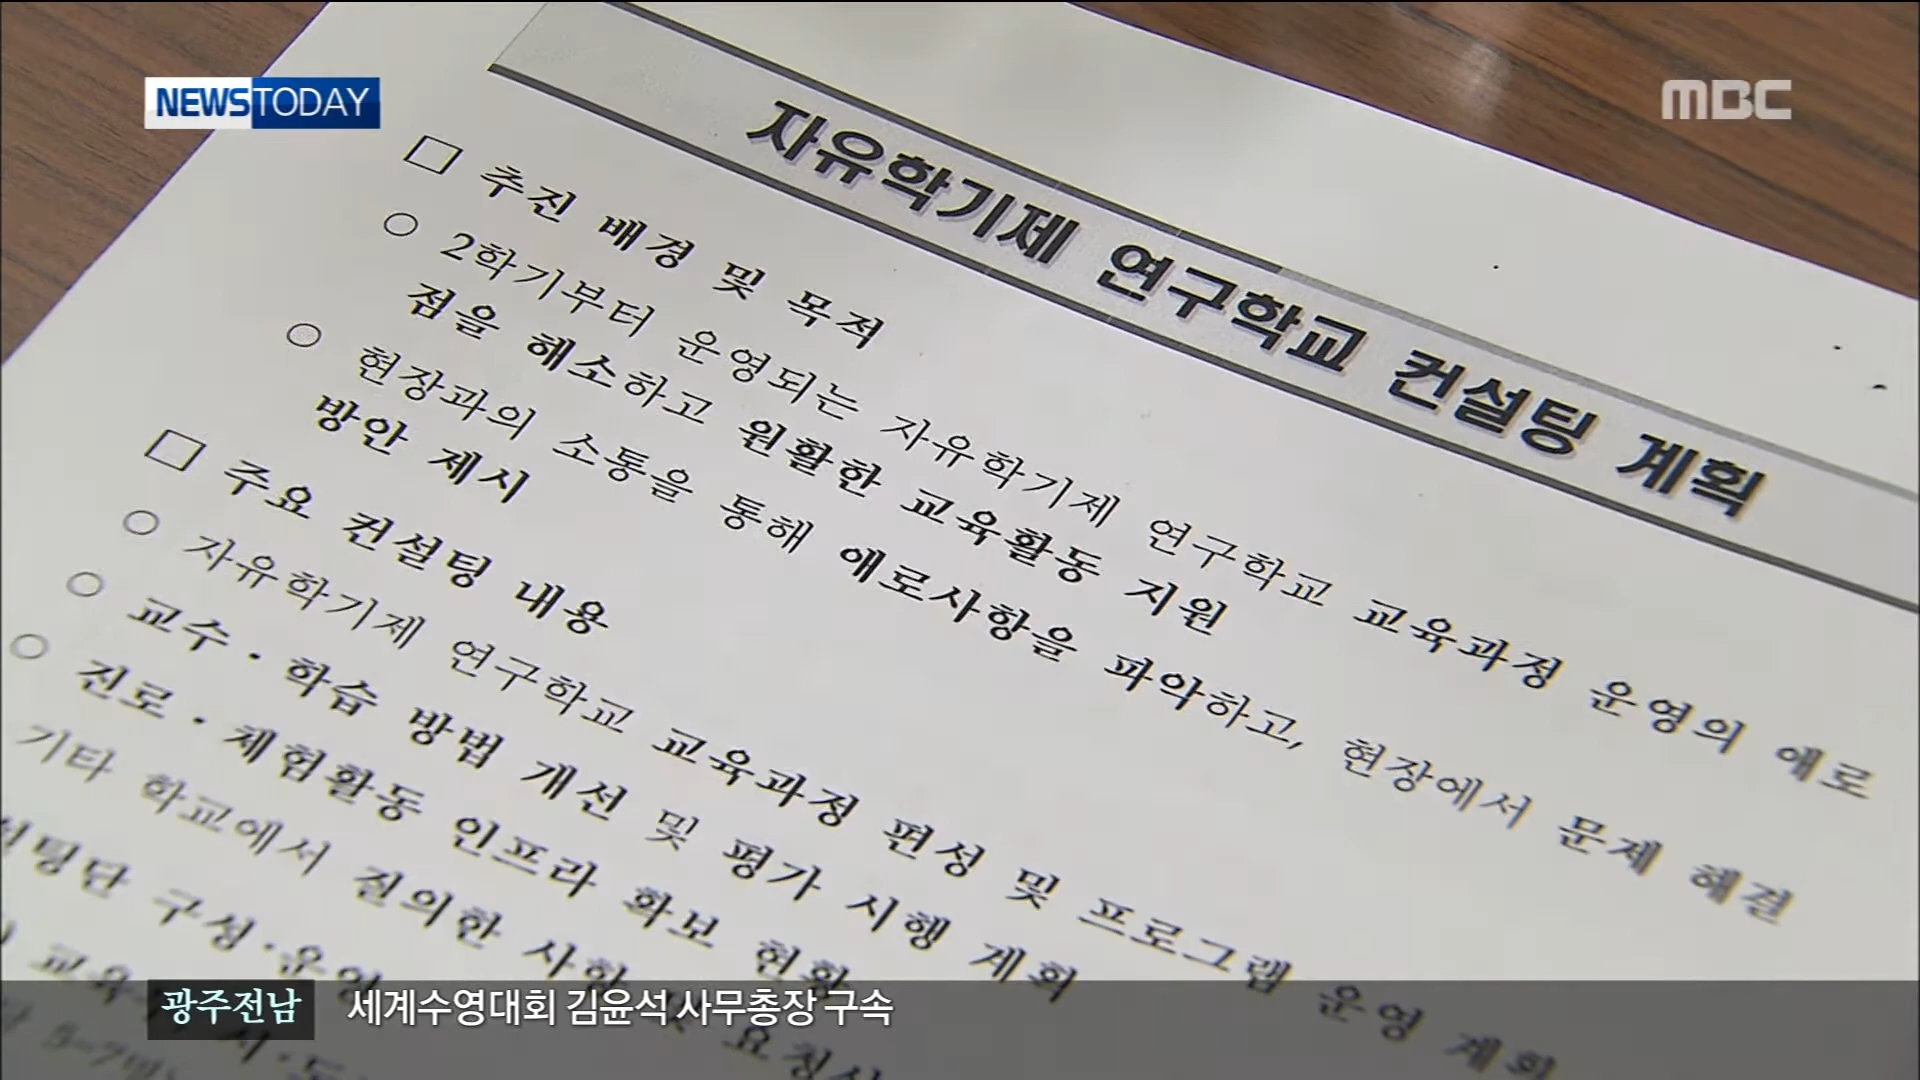 NEWSTODAY
MBC
자유학기제 연구학교 컨설팅 계획
□ 추진 배경 및 목적
○ 2학기부터 운영되는 자유학기제 연구학교 교육과정 운영의 애로
점을 해소하고 원활한 교육활동 지원
○ 현장과의 소통을 통해 애로사항을 파악하고, 현장에서 문제 해결
방안 제시
□ 주요 컨설팅 내용
○ 자유학기제 연구학교 교육과정 편성 및 프로그램 운영 계획
○ 교수·학습 방법 개선 및 평가 시행 계획
○ 진로·체험활동 인프라 확보 현황
기타 학교에서 질의한 사항 및 요청
구성·운영
광주전남 세계수영대회 김윤석 사무총장 구속